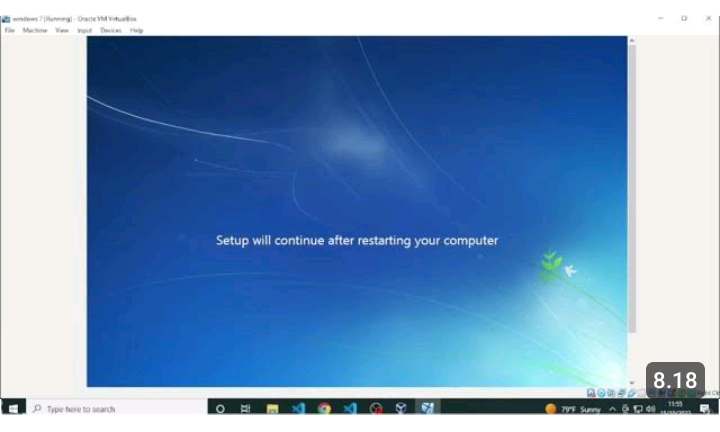 windows 7 [Running] - Oracle VM VirtualBox
File Machine View Input Devices Help
Setup will continue after restarting your computer
8.18
Type here to search
79°F Sunny
11:55